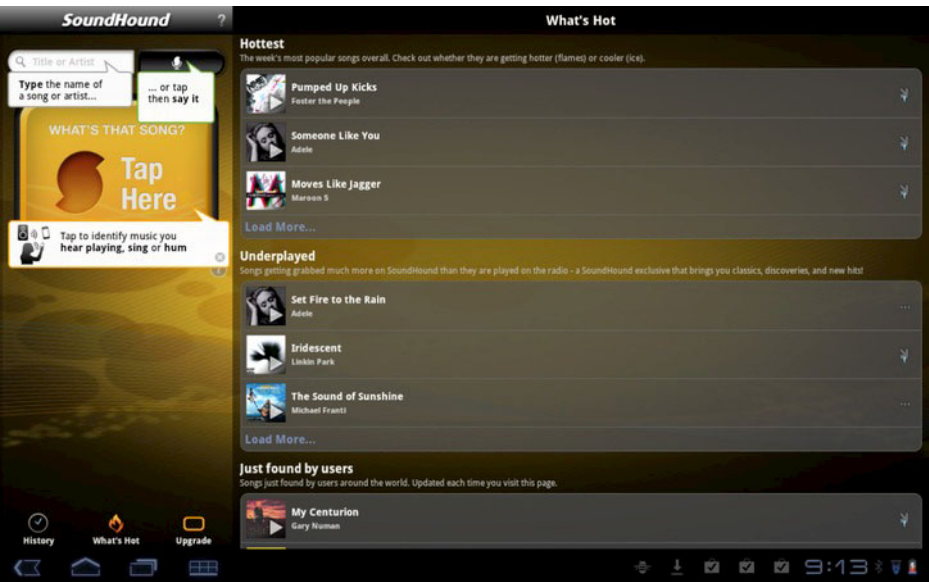 SoundHound
?
Title or Artist
Type the name of
a song or artist...
... or tap
then say it
WHAT'S THAT SONG?
Tap
Here
Tap to identify music you
hear playing, sing or hum
History
What's Hot
Upgrade
What's Hot
Hottest
The week's most popular songs overall. Check out whether they are getting hotter (flames) or cooler (ice).
Pumped Up Kicks
Foster the People
Someone Like You
Adele
Moves Like Jagger
Maroon 5
Load More...
Underplayed
Songs getting grabbed much more on SoundHound than they are played on the radio - a SoundHound exclusive that brings you classics, discoveries, and new hits!
Set Fire to the Rain
Adele
...
Iridescent
Linkin Park
The Sound of Sunshine
Michael Franti
...
Load More...
Just found by users
Songs just found by users around the world. Updated each time you visit this page.
My Centurion
Gary Numan
9:13